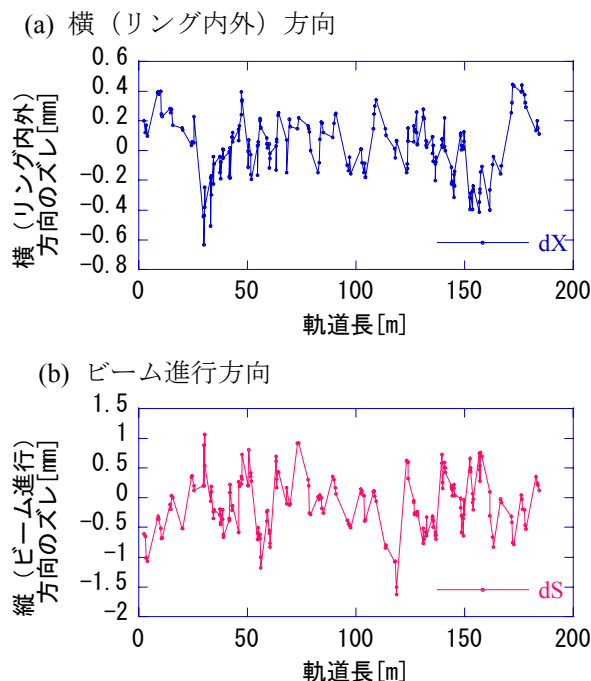 (a) 横（リング内外）方向
横（リング内外）
方向のズレ[mm]
0.6
0.4
0.2
0
-0.2
-0.4
-0.6
-0.8
dX
0 50 100 150 200
軌道長[m]
(b) ビーム進行方向
縦（ビーム進行）
方向のズレ[mm]
1.5
1
0.5
0
-0.5
-1
-1.5
-2
dS
0 50 100 150 200
軌道長[m]